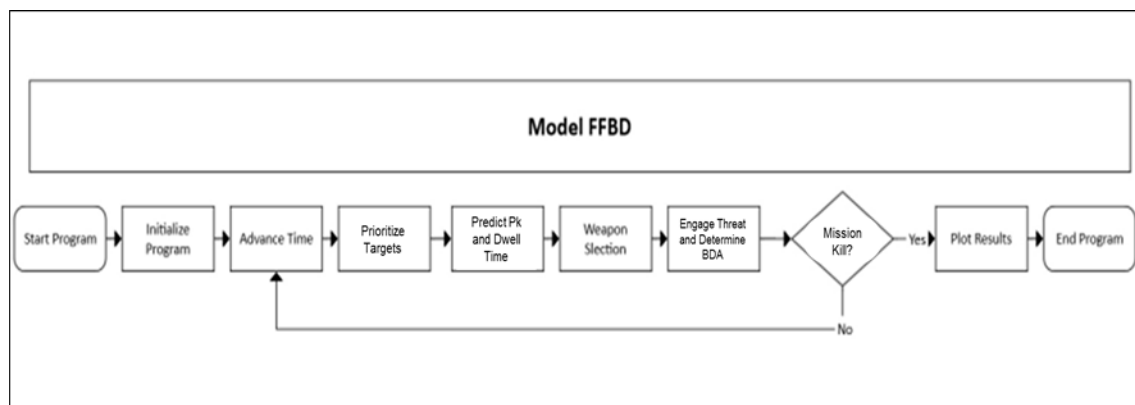 Model FFBD
Start Program
Initialize
Program
Advance Time
Prioritize
Targets
Predict Pk
and Dwell
Time
Weapon
Slection
Engage Threat
and Determine
BDA
Mission
Kill?
Yes
Plot Results
End Program
No